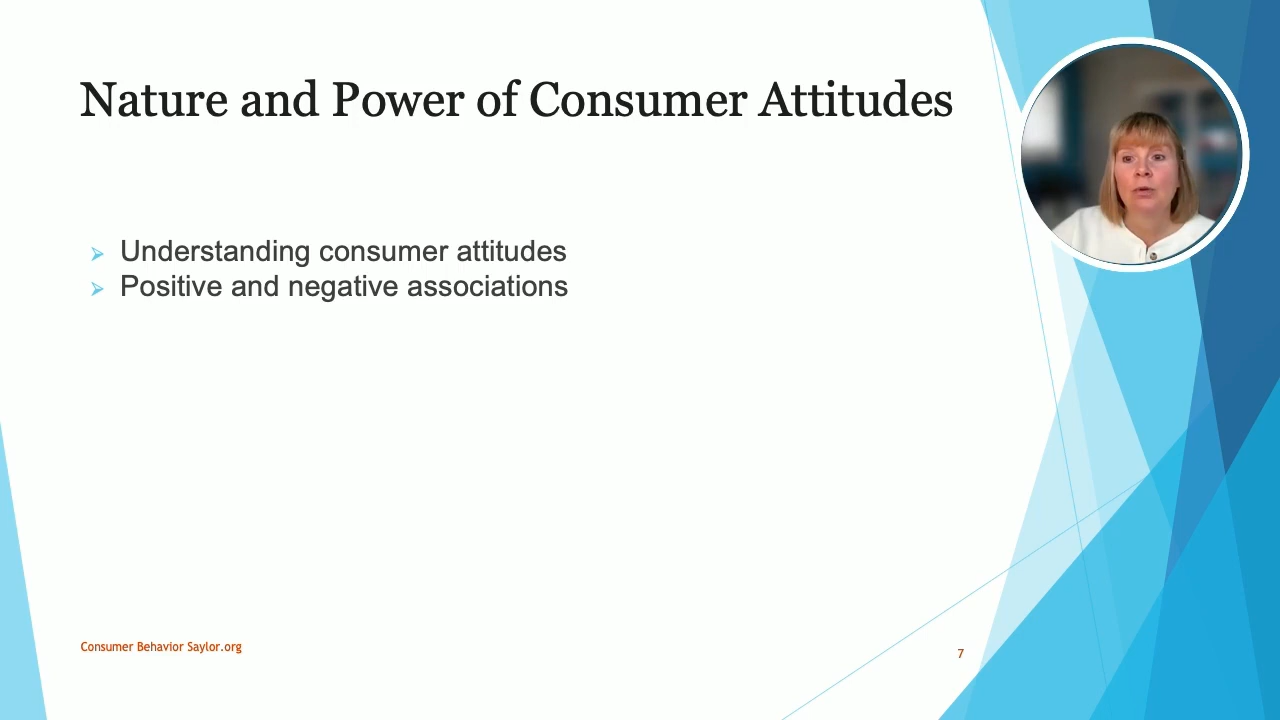 Nature and Power of Consumer Attitudes
Understanding consumer attitudes
Positive and negative associations
Consumer Behavior Saylor.org
7